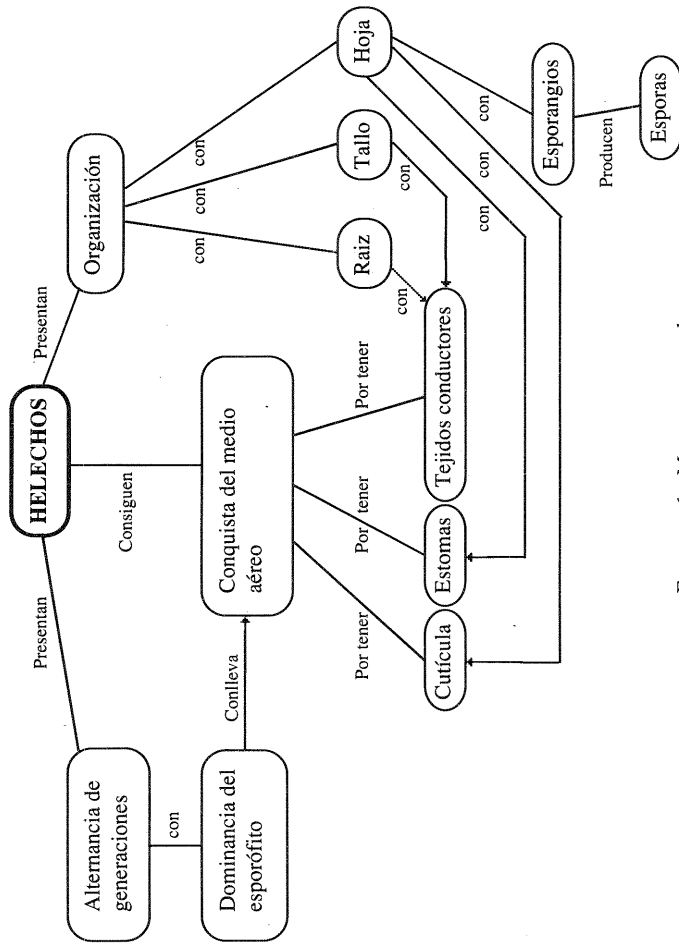 HELECHOS
Presentan
Consiguen
Presentan
Alternancia de
generaciones
con
Dominancia del
esporófito
Conlleva
Conquista del medio
aéreo
Organización
con
con
con
Raiz
Tallo
Hoja
con
con
con
con
con
Por tener
Por tener
Por tener
Cutícula
Estomas
Tejidos conductores
Esporangios
Producen
Esporas